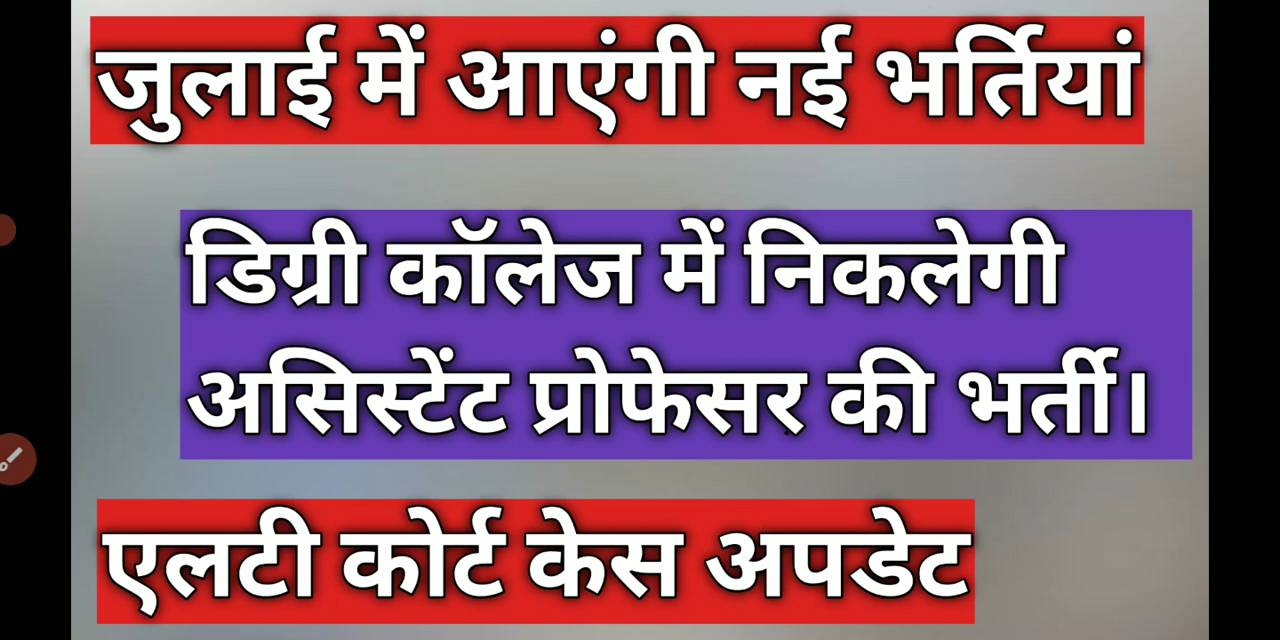 जुलाई में आएंगी नई भर्तियां
डिग्री कॉलेज में निकलेगी
असिस्टेंट प्रोफेसर की भर्ती।
एलटी कोर्ट केस अपडेट